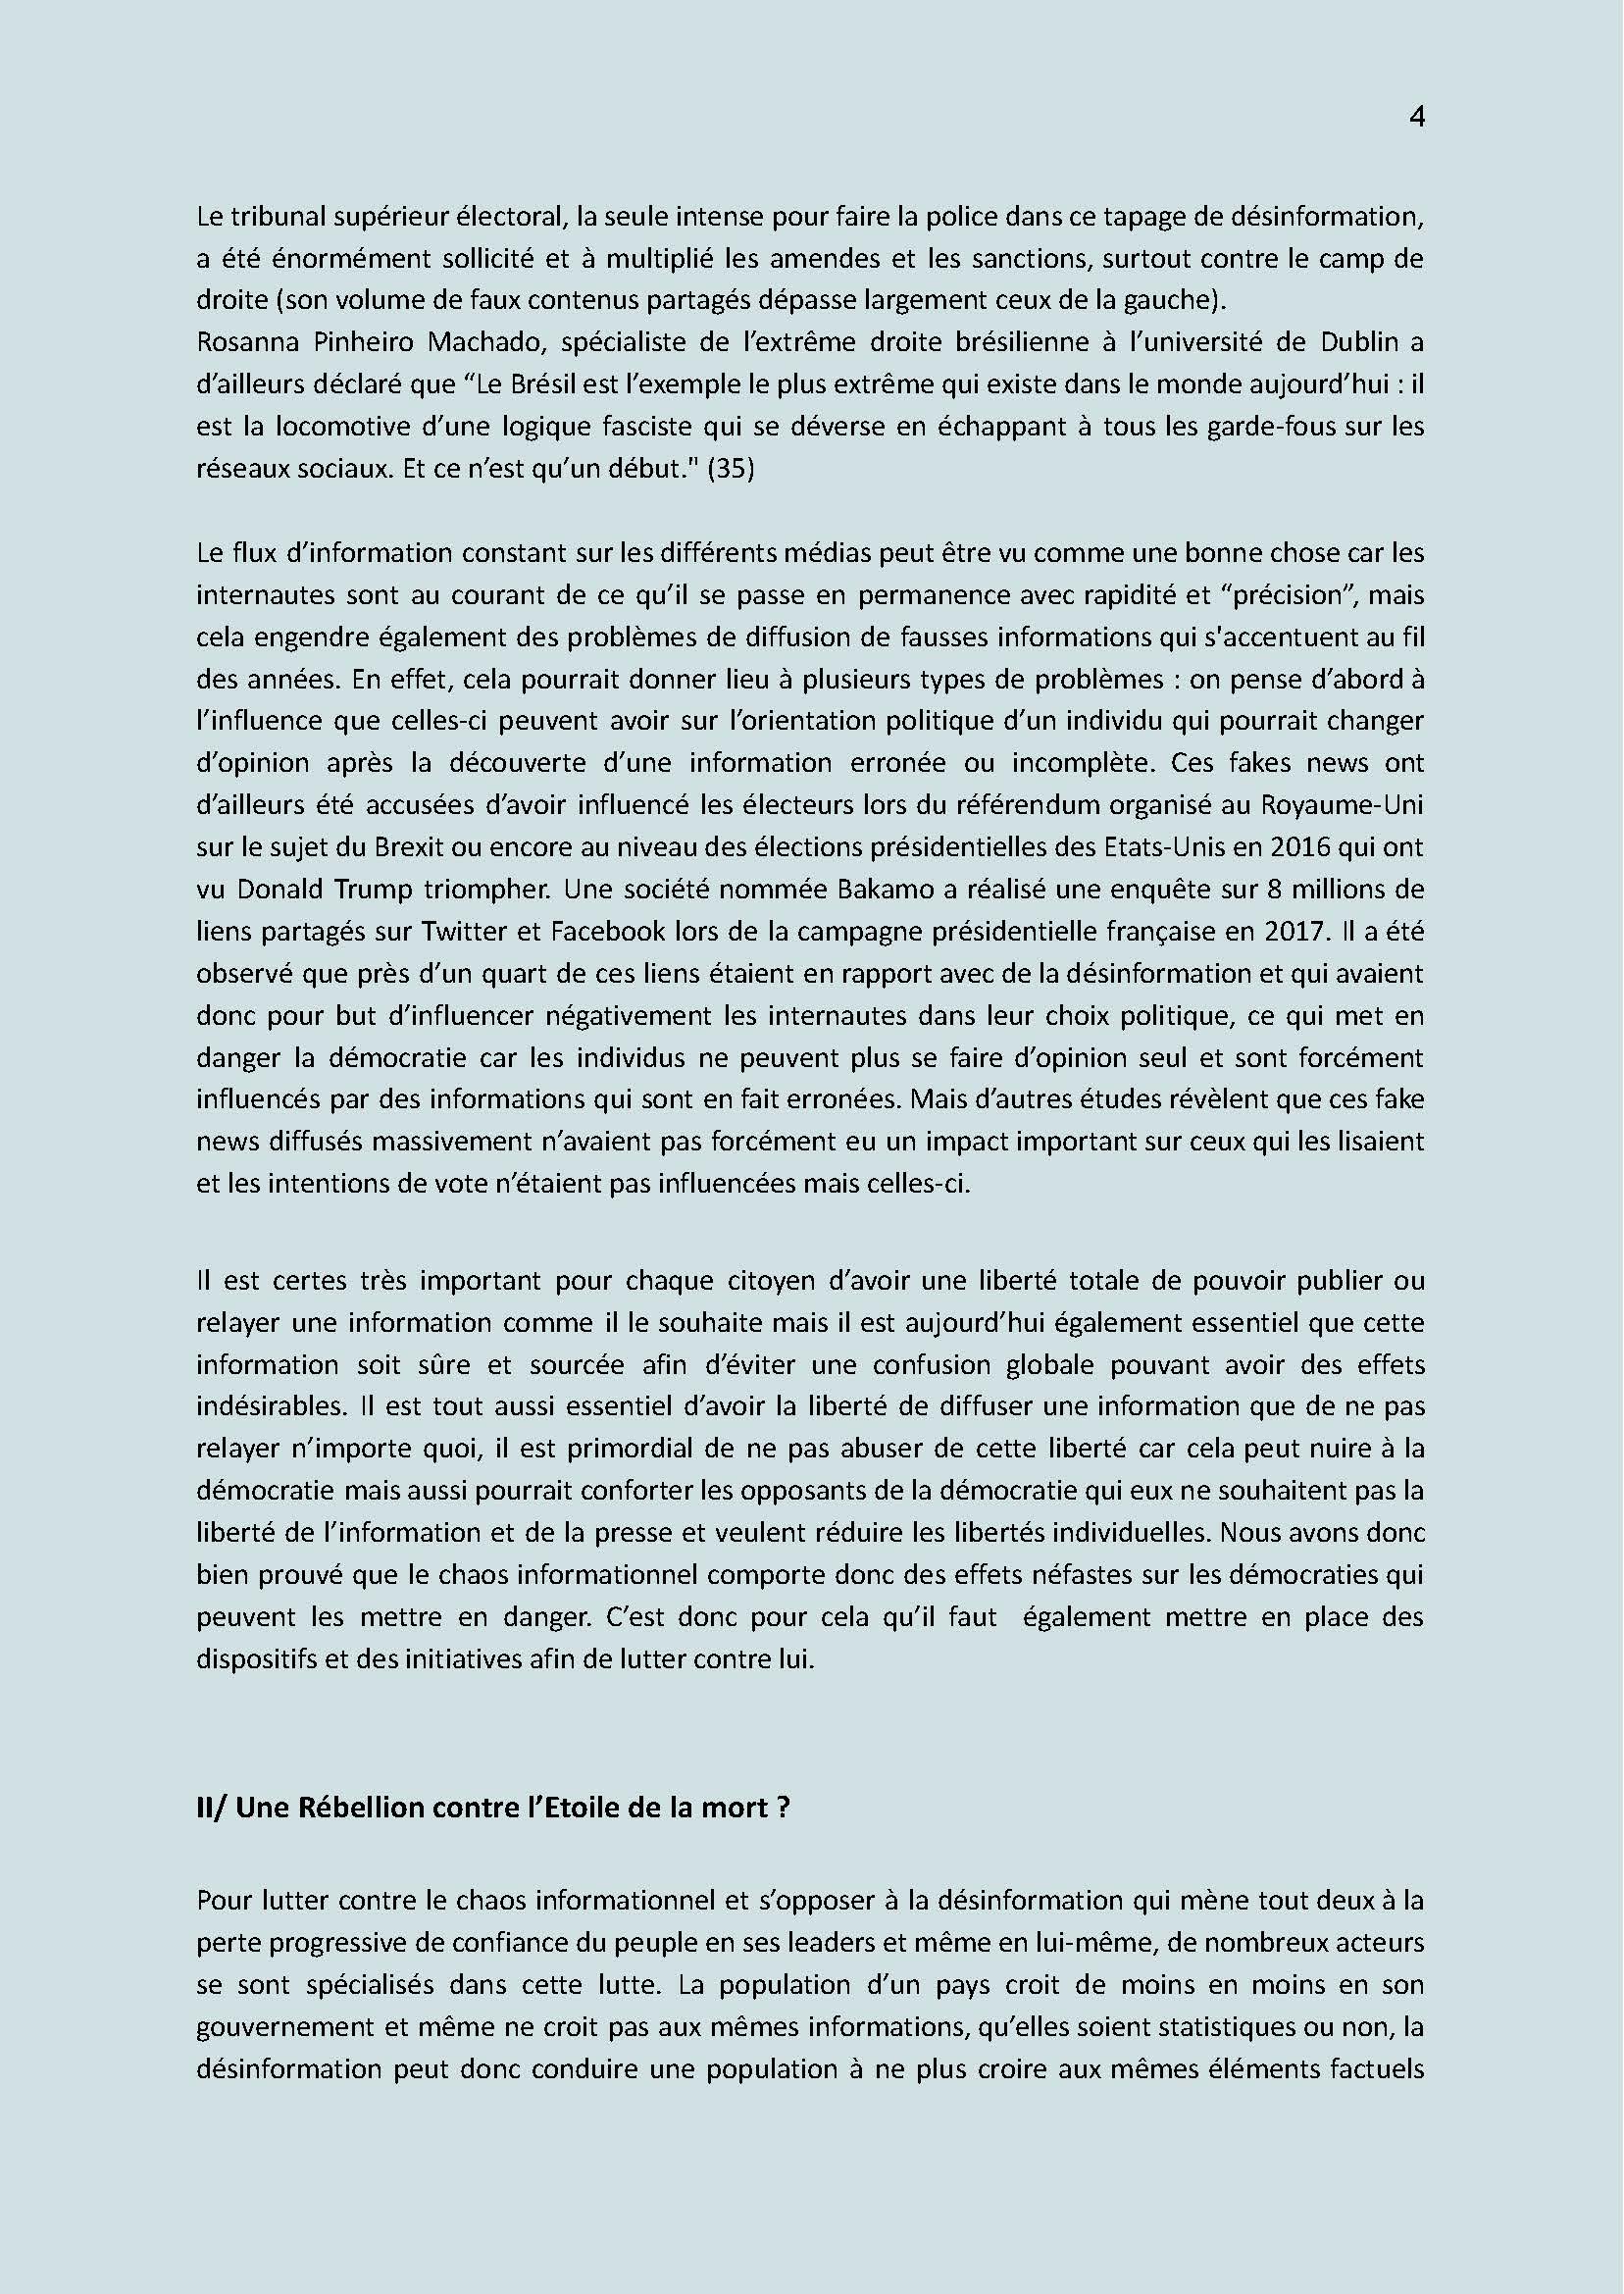 4
Le tribunal supérieur électoral, la seule intense pour faire la police dans ce tapage de désinformation,
a été énormément sollicité et à multiplié les amendes et les sanctions, surtout contre le camp de
droite (son volume de faux contenus partagés dépasse largement ceux de la gauche).
Rosanna Pinheiro Machado, spécialiste de l’extrême droite brésilienne à l’université de Dublin a
d’ailleurs déclaré que “Le Brésil est l’exemple le plus extrême qui existe dans le monde aujourd’hui : il
est la locomotive d’une logique fasciste qui se déverse en échappant à tous les garde-fous sur les
réseaux sociaux. Et ce n’est qu’un début." (35)
Le flux d’information constant sur les différents médias peut être vu comme une bonne chose car les
internautes sont au courant de ce qu’il se passe en permanence avec rapidité et “précision”, mais
cela engendre également des problèmes de diffusion de fausses informations qui s'accentuent au fil
des années. En effet, cela pourrait donner lieu à plusieurs types de problèmes : on pense d’abord à
l’influence que celles-ci peuvent avoir sur l’orientation politique d’un individu qui pourrait changer
d’opinion après la découverte d’une information erronée ou incomplète. Ces fakes news ont
d’ailleurs été accusées d’avoir influencé les électeurs lors du référendum organisé au Royaume-Uni
sur le sujet du Brexit ou encore au niveau des élections présidentielles des Etats-Unis en 2016 qui ont
vu Donald Trump triompher. Une société nommée Bakamo a réalisé une enquête sur 8 millions de
liens partagés sur Twitter et Facebook lors de la campagne présidentielle française en 2017. Il a été
observé que près d’un quart de ces liens étaient en rapport avec de la désinformation et qui avaient
donc pour but d’influencer négativement les internautes dans leur choix politique, ce qui met en
danger la démocratie car les individus ne peuvent plus se faire d’opinion seul et sont forcément
influencés par des informations qui sont en fait erronées. Mais d’autres études révèlent que ces fake
news diffusés massivement n’avaient pas forcément eu un impact important sur ceux qui les lisaient
et les intentions de vote n’étaient pas influencées mais celles-ci.
Il est certes très important pour chaque citoyen d’avoir une liberté totale de pouvoir publier ou
relayer une information comme il le souhaite mais il est aujourd’hui également essentiel que cette
information soit sûre et sourcée afin d’éviter une confusion globale pouvant avoir des effets
indésirables. Il est tout aussi essentiel d’avoir la liberté de diffuser une information que de ne pas
relayer n’importe quoi, il est primordial de ne pas abuser de cette liberté car cela peut nuire à la
démocratie mais aussi pourrait conforter les opposants de la démocratie qui eux ne souhaitent pas la
liberté de l’information et de la presse et veulent réduire les libertés individuelles. Nous avons donc
bien prouvé que le chaos informationnel comporte donc des effets néfastes sur les démocraties qui
peuvent les mettre en danger. C’est donc pour cela qu’il faut également mettre en place des
dispositifs et des initiatives afin de lutter contre lui.
II/ Une Rébellion contre l’Etoile de la mort ?
Pour lutter contre le chaos informationnel et s’opposer à la désinformation qui mène tout deux à la
perte progressive de confiance du peuple en ses leaders et même en lui-même, de nombreux acteurs
se sont spécialisés dans cette lutte. La population d’un pays croit de moins en moins en son
gouvernement et même ne croit pas aux mêmes informations, qu’elles soient statistiques ou non, la
désinformation peut donc conduire une population à ne plus croire aux mêmes éléments factuels